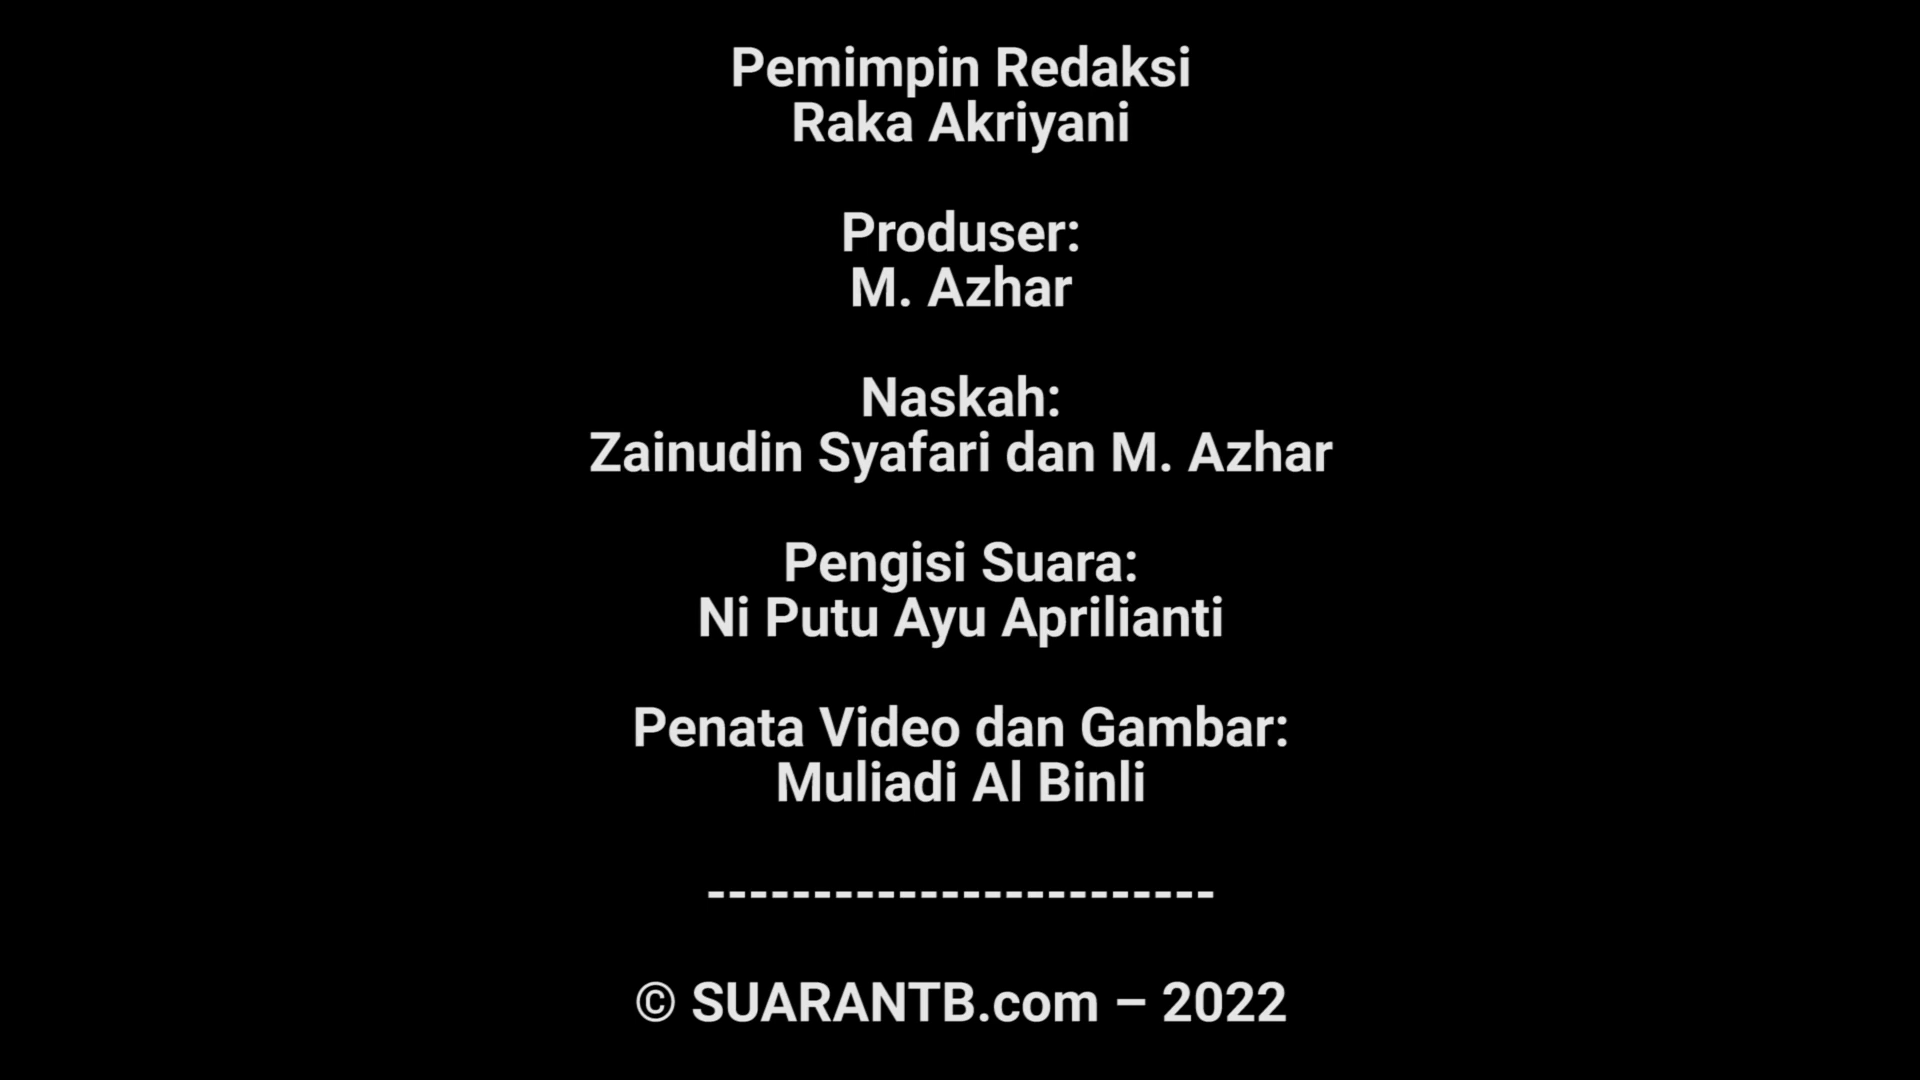 Pemimpin Redaksi
Raka Akriyani
Produser:
M. Azhar
Naskah:
Zainudin Syafari dan M. Azhar
Pengisi Suara:
Ni Putu Ayu Aprilianti
Penata Video dan Gambar:
Muliadi Al Binli
------------------------
© SUARANTB.com – 2022